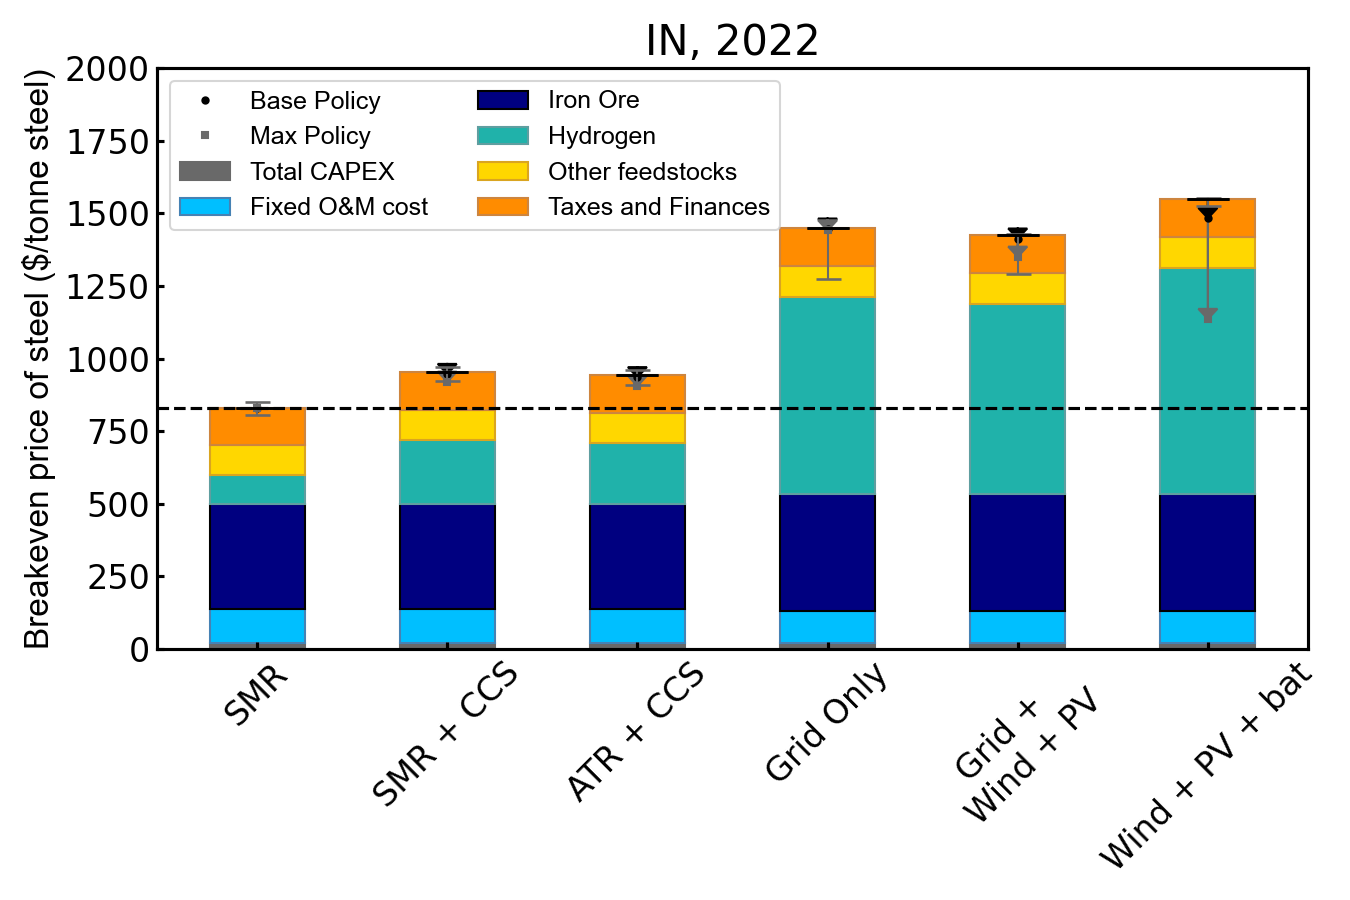 IN, 2022
Breakeven price of steel ($/tonne steel)
2000
1750
1500
1250
1000
750
500
250
0
Base Policy
Max Policy
Total CAPEX
Fixed O&M cost
Iron Ore
Hydrogen
Other feedstocks
Taxes and Finances
SMR
SMR + CCS
ATR + CCS
Grid Only
Grid +
Wind + PV
Wind + PV + bat